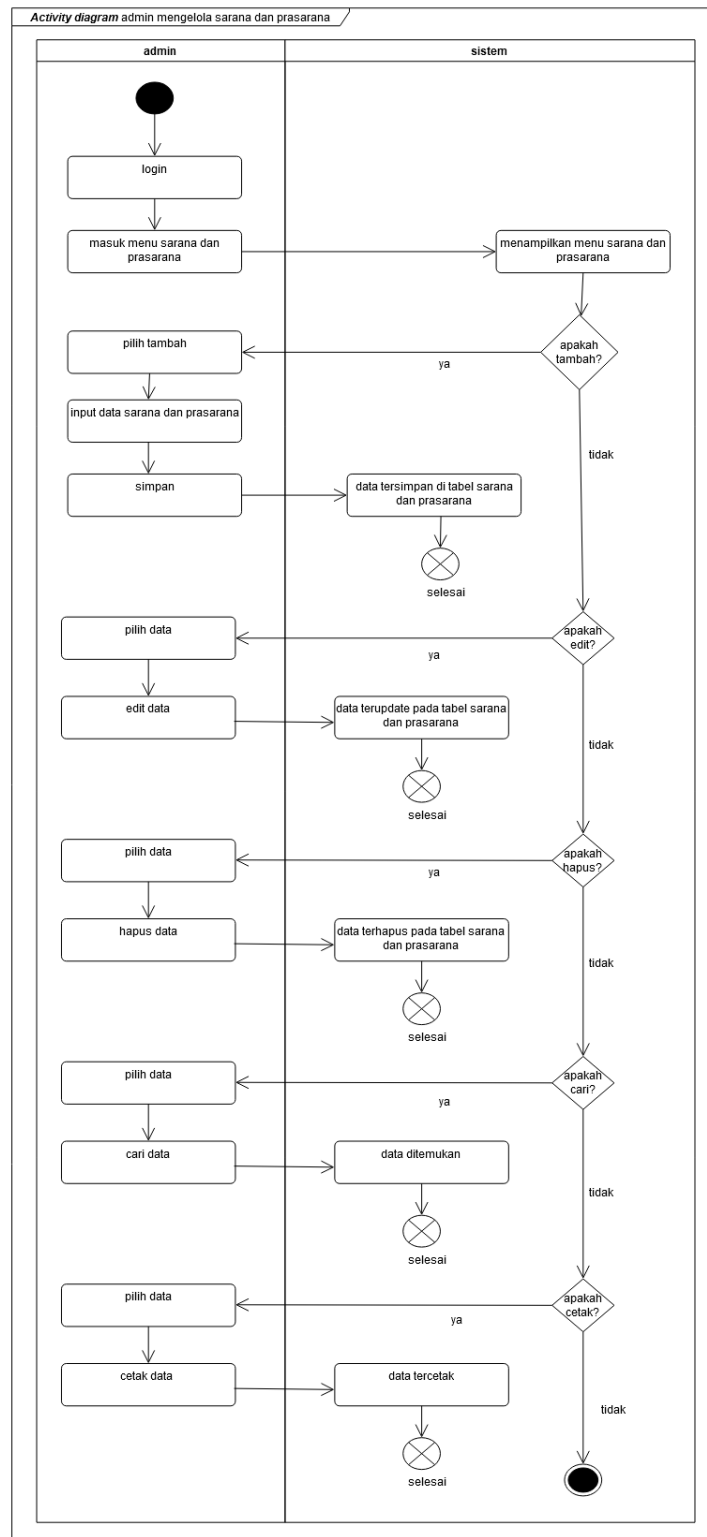 Activity diagram admin mengelola sarana dan prasarana
admin
sistem
login
masuk menu sarana dan
prasarana
menampilkan menu sarana dan
prasarana
apakah
tambah?
ya
pilih tambah
input data sarana dan prasarana
tidak
simpan
data tersimpan di tabel sarana
dan prasarana
selesai
apakah
edit?
ya
pilih data
edit data
data terupdate pada tabel sarana
dan prasarana
tidak
selesai
apakah
hapus?
ya
pilih data
hapus data
data terhapus pada tabel sarana
dan prasarana
tidak
selesai
apakah
cari?
ya
pilih data
cari data
data ditemukan
tidak
selesai
apakah
cetak?
ya
pilih data
cetak data
data tercetak
tidak
selesai